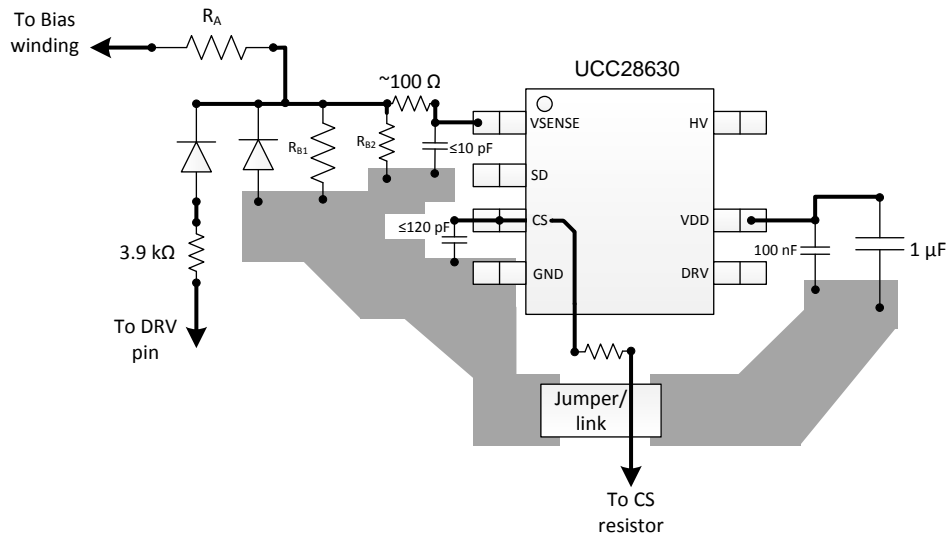 To Bias
winding
RA
~100 Ω
UCC28630
VSENSE
HV
RB1
RB2
≤10 pF
SD
≤120 pF
CS
VDD
3.9 kΩ
100 nF
1 µF
GND
DRV
To DRV
pin
Jumper/
link
To CS
resistor